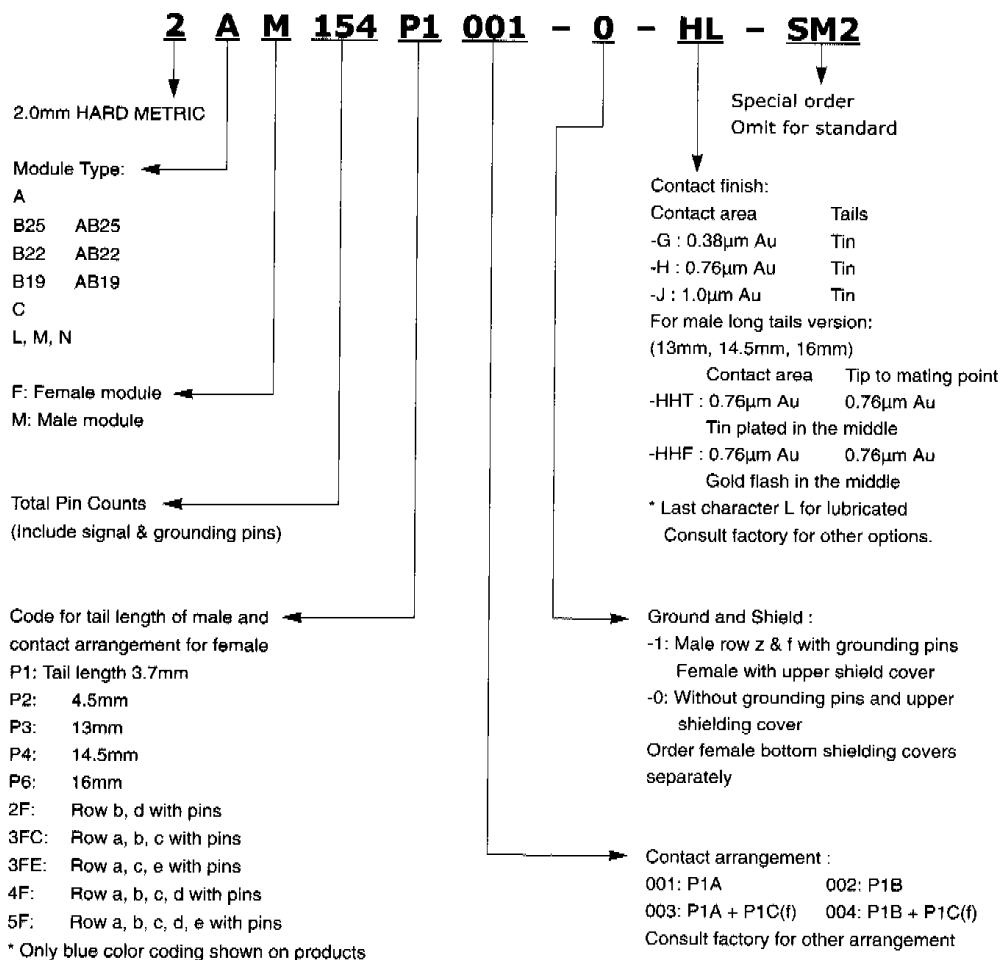 2 A M 154 P1 001 - 0 - HL - SM2
2.0mm HARD METRIC
Module Type:
A
B25 AB25
B22 AB22
B19 AB19
C
L, M, N
F: Female module
M: Male module
Total Pin Counts
(Include signal & grounding pins)
Code for tail length of male and
contact arrangement for female
P1: Tail length 3.7mm
P2: 4.5mm
P3: 13mm
P4: 14.5mm
P6: 16mm
2F: Row b, d with pins
3FC: Row a, b, c with pins
3FE: Row a, c, e with pins
4F: Row a, b, c, d with pins
5F: Row a, b, c, d, e with pins
* Only blue color coding shown on products
Special order
Omit for standard
Contact finish:
Contact area Tails
-G : 0.38µm Au Tin
-H : 0.76µm Au Tin
-J : 1.0µm Au Tin
For male long tails version:
(13mm, 14.5mm, 16mm)
Contact area Tip to mating point
-HHT : 0.76µm Au 0.76µm Au
Tin plated in the middle
-HHF : 0.76µm Au 0.76µm Au
Gold flash in the middle
* Last character L for lubricated
Consult factory for other options.
Ground and Shield :
-1: Male row z & f with grounding pins
Female with upper shield cover
-0: Without grounding pins and upper
shielding cover
Order female bottom shielding covers
separately
Contact arrangement :
001: P1A 002: P1B
003: P1A + P1C(f) 004: P1B + P1C(f)
Consult factory for other arrangement